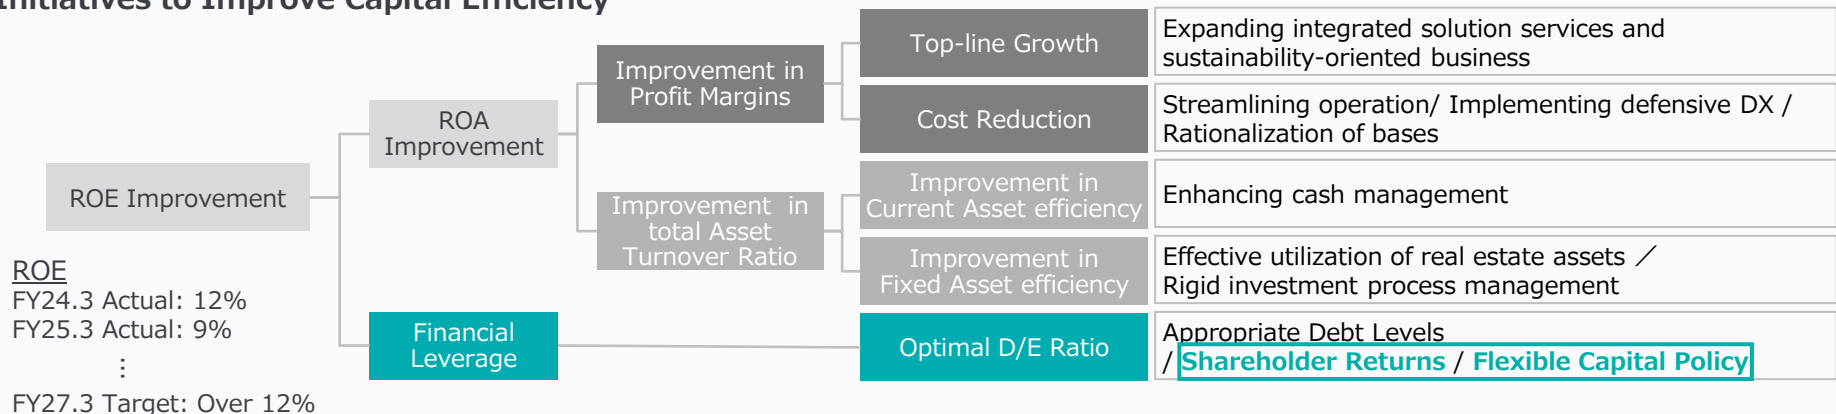 Initiatives to Improve Capital Efficiency
ROE Improvement
ROA
Improvement
Financial
Leverage
Improvement in
Profit Margins
Improvement in
total Asset
Turnover Ratio
Top-line Growth
Expanding integrated solution services and
sustainability-oriented business
Cost Reduction
Streamlining operation/ Implementing defensive DX /
Rationalization of bases
Improvement in
Current Asset efficiency
Enhancing cash management
Improvement in
Fixed Asset efficiency
Effective utilization of real estate assets ／
Rigid investment process management
Optimal D/E Ratio
Appropriate Debt Levels
/ Shareholder Returns / Flexible Capital Policy
ROE
FY24.3 Actual: 12%
FY25.3 Actual: 9%
⋮
FY27.3 Target: Over 12%